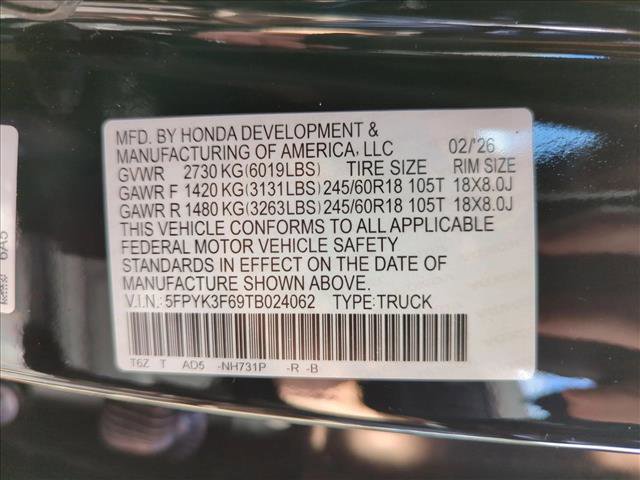 MFD. BY HONDA DEVELOPMENT &
MANUFACTURING OF AMERICA, LLC 02/'26
GVWR 2730 KG(6019LBS) TIRE SIZE RIM SIZE
GAWR F 1420 KG(3131LBS) 245/60R18 105T 18X8.0J
GAWR R 1480 KG(3263LBS) 245/60R18 105T 18X8.0J
THIS VEHICLE CONFORMS TO ALL APPLICABLE
FEDERAL MOTOR VEHICLE SAFETY
STANDARDS IN EFFECT ON THE DATE OF
MANUFACTURE SHOWN ABOVE.
V.I.N.: 5FPYK3F69TB024062 TYPE:TRUCK
T6Z T AD5 -NH731P -R -B
6A5